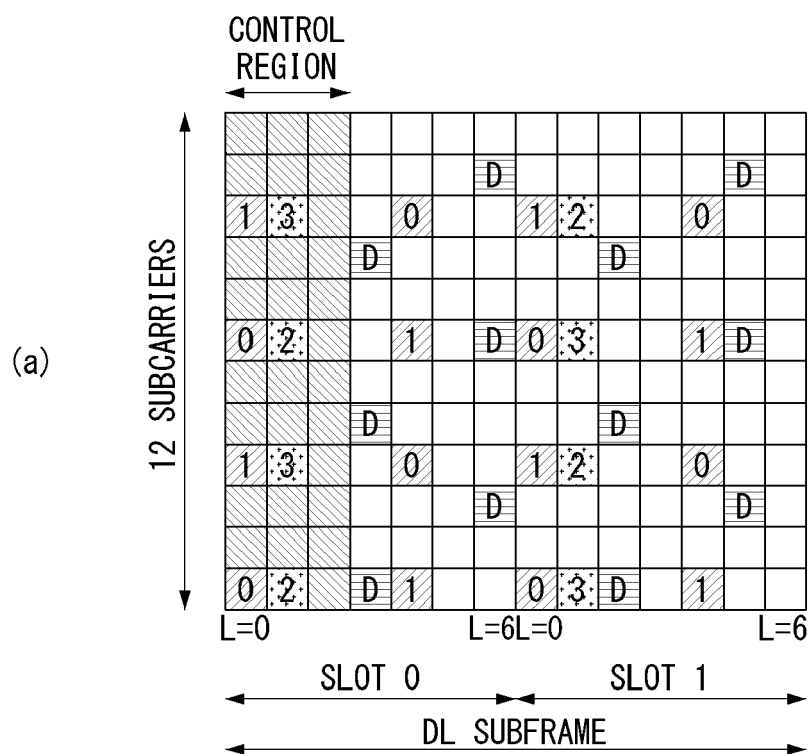 CONTROL
REGION
D D
1 3 0 1 2 0
D D
0 2 1 D 0 3 1 D
D D
1 3 0 1 2 0
D D
0 2 D 1 0 3 D 1
(a)
12 SUBCARRIERS
L=0 L=6 L=0 L=6
SLOT 0 SLOT 1
DL SUBFRAME